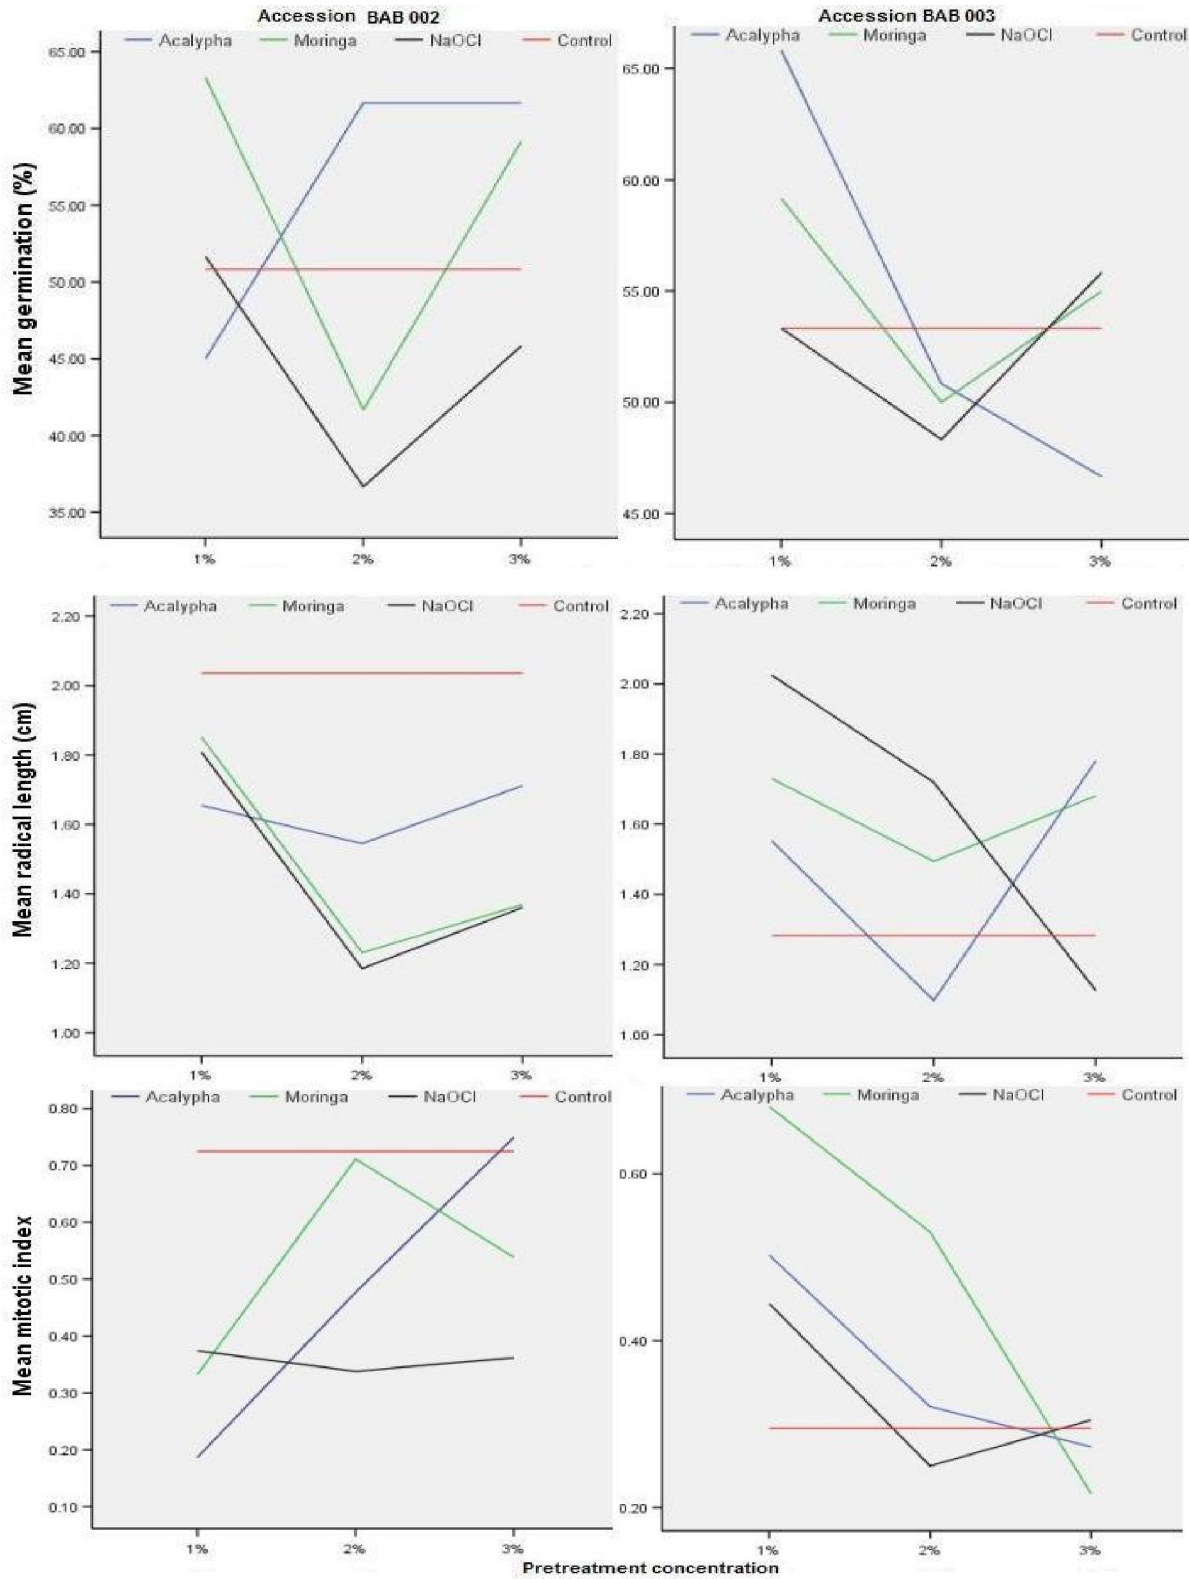 Accession BAB 002
Accession BAB 003
Acalypha Moringa NaOCl Control
65.00
60.00
55.00
50.00
45.00
40.00
35.00
1% 2% 3%
Mean germination (%)
Acalypha Moringa NaOCl Control
65.00
60.00
55.00
50.00
45.00
1% 2% 3%
Acalypha Moringa NaOCl Control
2.20
2.00
1.80
1.60
1.40
1.20
1.00
1% 2% 3%
Mean radical length (cm)
Acalypha Moringa NaOCl Control
2.20
2.00
1.80
1.60
1.40
1.20
1.00
1% 2% 3%
Acalypha Moringa NaOCl Control
0.80
0.70
0.60
0.50
0.40
0.30
0.20
0.10
1% 2% 3%
Mean mitotic index
Acalypha Moringa NaOCl Control
0.60
0.40
0.20
1% 2% 3%
Pretreatment concentration